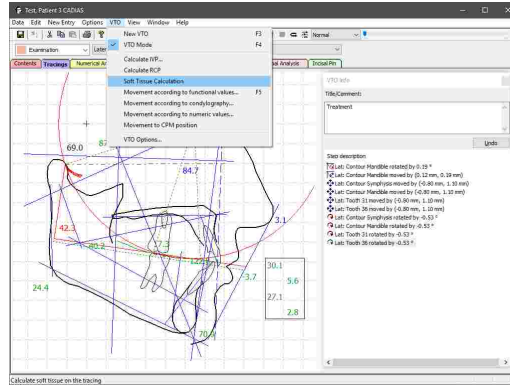 Test, Patient 3 CADIAS
Data Edit New Entry Options VTO View Window Help
Normal
Examination
Later
New VTO F3
VTO Mode F4
Calculate IVP...
Calculate RCP
Soft Tissue Calculation
Movement according to functional values... F5
Movement according to condylography...
Movement according to numeric values...
Movement to CPM position
VTO Options...
Contents Tracings Numerical An
al Analysis Incisal Pin
VTO Info
Title/Comment:
Treatment
Undo
Step description:
Lat: Contour Mandible rotated by 0.19 °
Lat: Contour Mandible moved by (0.12 mm, 0.19 mm)
Lat: Contour Symphysis moved by (-0.80 mm, 1.10 mm)
Lat: Contour Mandible moved by (-0.80 mm, 1.10 mm)
Lat: Tooth 31 moved by (-0.80 mm, 1.10 mm)
Lat: Tooth 36 moved by (-0.80 mm, 1.10 mm)
Lat: Contour Symphysis rotated by -0.53 °
Lat: Contour Mandible rotated by -0.53 °
Lat: Tooth 31 rotated by -0.53 °
Lat: Tooth 36 rotated by -0.53 °
69.0
84.7
3.1
42.3
60.2
17.3
-3.7
30.1
5.6
27.1
2.8
24.4
Calculate soft tissue on the tracing